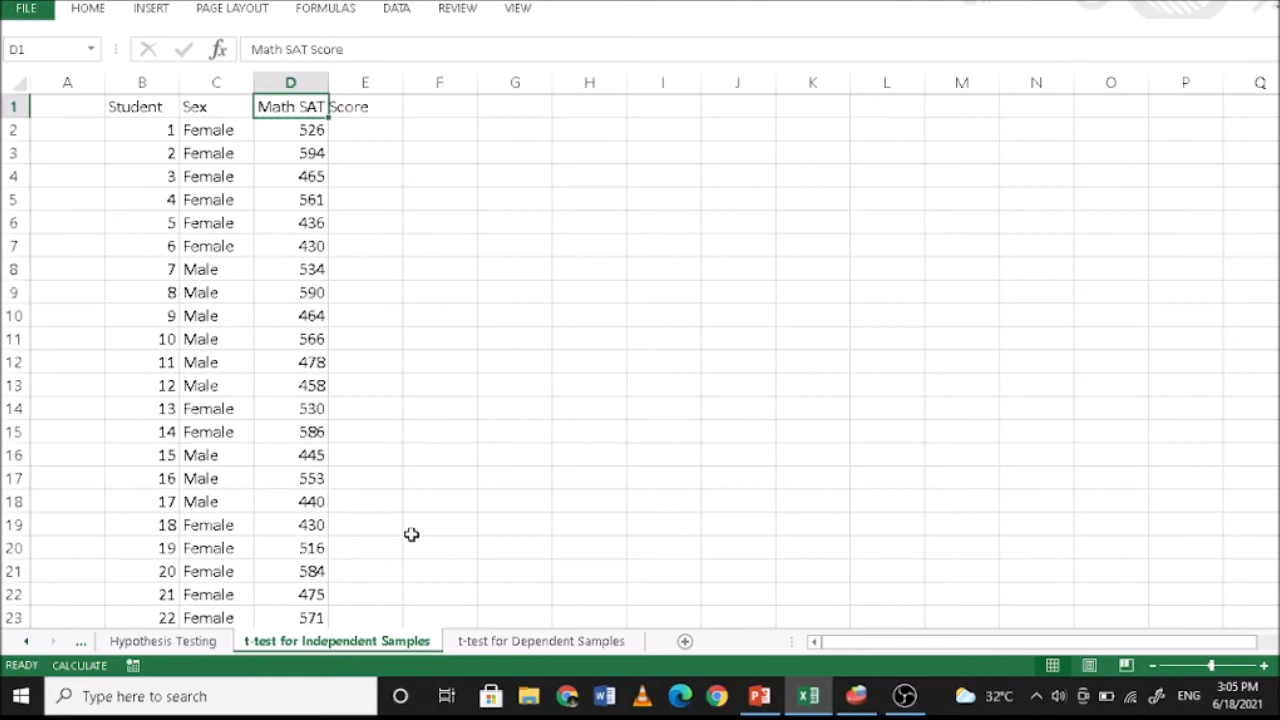 FILE HOME INSERT PAGE LAYOUT FORMULAS DATA REVIEW VIEW
D1 fx Math SAT Score
A B C D E F G H I J K L M N O P Q
1 Student Sex Math SAT Score
2 1 Female 526
3 2 Female 594
4 3 Female 465
5 4 Female 561
6 5 Female 436
7 6 Female 430
8 7 Male 534
9 8 Male 590
10 9 Male 464
11 10 Male 566
12 11 Male 478
13 12 Male 458
14 13 Female 530
15 14 Female 586
16 15 Male 445
17 16 Male 553
18 17 Male 440
19 18 Female 430
20 19 Female 516
21 20 Female 584
22 21 Female 475
23 22 Female 571
... Hypothesis Testing t-test for Independent Samples t-test for Dependent Samples
READY CALCULATE
Type here to search 32°C ENG 3:05 PM
6/18/2021